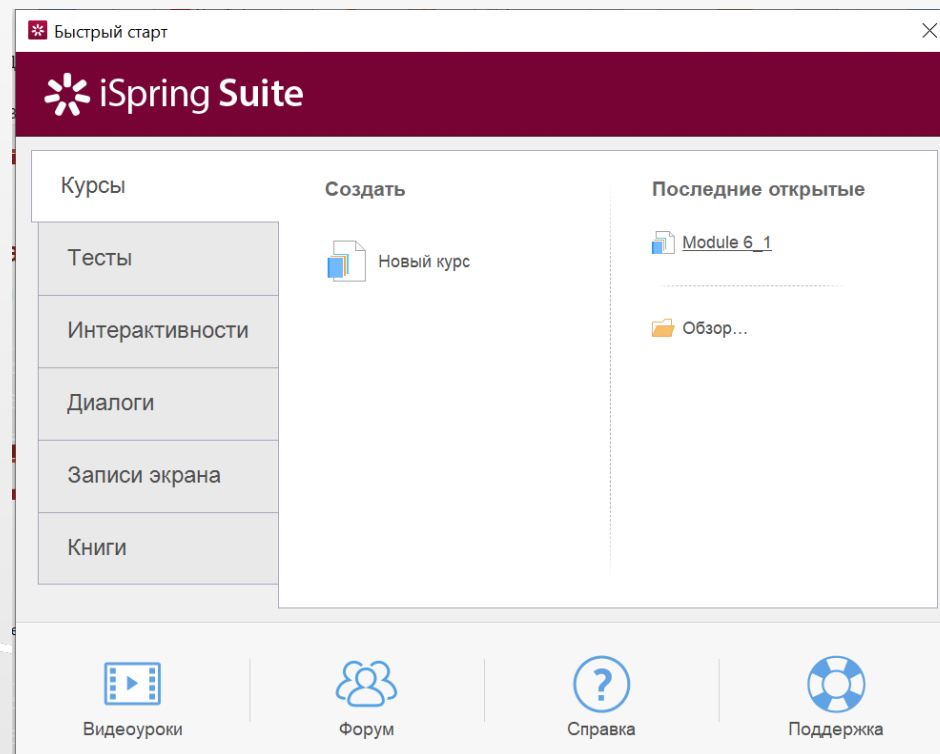 Быстрый старт
iSpring Suite
Курсы
Тесты
Интерактивности
Диалоги
Записи экрана
Книги
Создать
Новый курс
Последние открытые
Module 6_1
Обзор...
Видеоуроки
Форум
Справка
Поддержка